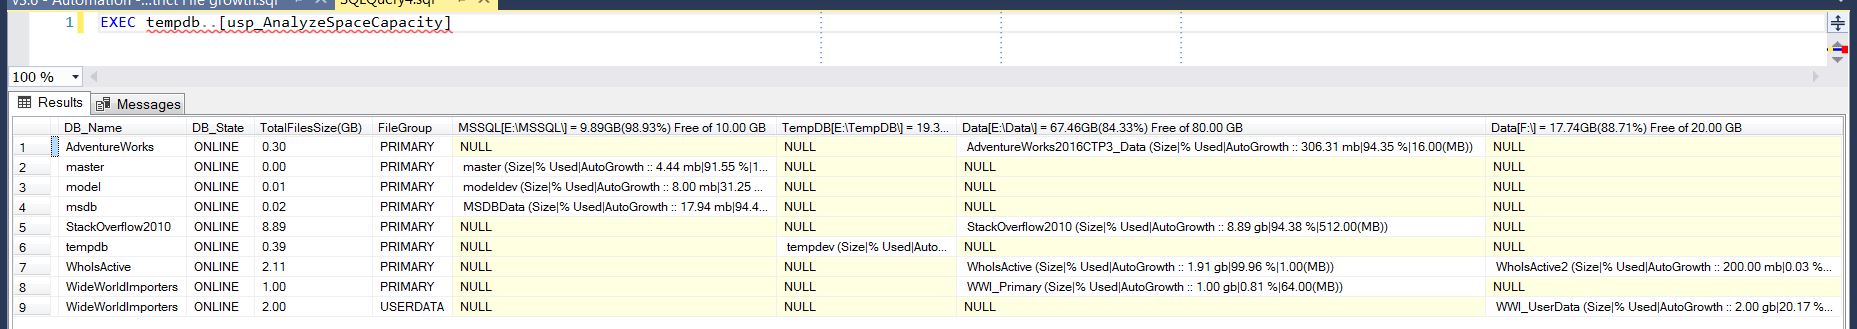 v3.6 - Automation -...trict File growth.sql SQLQuery4.sql*
1 EXEC tempdb..[usp_AnalyzeSpaceCapacity]
100 %
Results Messages
DB_Name DB_State TotalFilesSize(GB) FileGroup MSSQL[E:\MSSQL\] = 9.89GB(98.93%) Free of 10.00 GB TempDB[E:\TempDB\] = 19.3... Data[E:\Data\] = 67.46GB(84.33%) Free of 80.00 GB Data[F:\] = 17.74GB(88.71%) Free of 20.00 GB
1 AdventureWorks ONLINE 0.30 PRIMARY NULL NULL AdventureWorks2016CTP3_Data (Size|% Used|AutoGrowth :: 306.31 mb|94.35 %|16.00(MB)) NULL
2 master ONLINE 0.00 PRIMARY master (Size|% Used|AutoGrowth :: 4.44 mb|91.55 %|1... NULL NULL NULL
3 model ONLINE 0.01 PRIMARY modeldev (Size|% Used|AutoGrowth :: 8.00 mb|31.25 ... NULL NULL NULL
4 msdb ONLINE 0.02 PRIMARY MSDBData (Size|% Used|AutoGrowth :: 17.94 mb|94.4... NULL NULL NULL
5 StackOverflow2010 ONLINE 8.89 PRIMARY NULL NULL StackOverflow2010 (Size|% Used|AutoGrowth :: 8.89 gb|94.38 %|512.00(MB)) NULL
6 tempdb ONLINE 0.39 PRIMARY NULL tempdev (Size|% Used|Auto... NULL NULL
7 WhoIsActive ONLINE 2.11 PRIMARY NULL NULL WhoIsActive (Size|% Used|AutoGrowth :: 1.91 gb|99.96 %|1.00(MB)) WhoIsActive2 (Size|% Used|AutoGrowth :: 200.00 mb|0.03 %...
8 WideWorldImporters ONLINE 1.00 PRIMARY NULL NULL WWI_Primary (Size|% Used|AutoGrowth :: 1.00 gb|0.81 %|64.00(MB)) NULL
9 WideWorldImporters ONLINE 2.00 USERDATA NULL NULL NULL WWI_UserData (Size|% Used|AutoGrowth :: 2.00 gb|20.17 %...